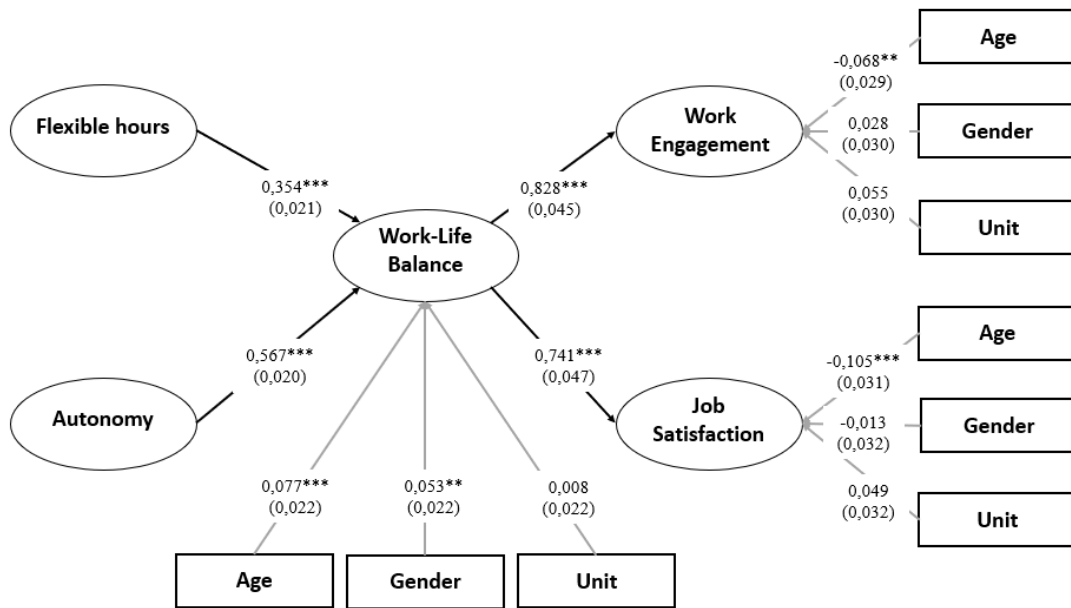 Flexible hours
0,354***
(0,021)
Autonomy
0,567***
(0,020)
Work-Life
Balance
0,828***
(0,045)
0,741***
(0,047)
Work
Engagement
-0,068**
(0,029)
Age
0,028
(0,030)
Gender
0,055
(0,030)
Unit
Job
Satisfaction
-0,105***
(0,031)
Age
-0,013
(0,032)
Gender
0,049
(0,032)
Unit
0,077***
(0,022)
0,053**
(0,022)
0,008
(0,022)
Age
Gender
Unit